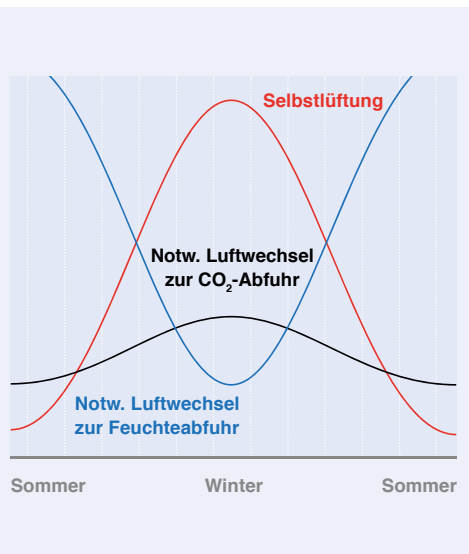 Selbstlüftung
Notw. Luftwechsel
zur CO₂-Abfuhr
Notw. Luftwechsel
zur Feuchteabfuhr
Sommer Winter Sommer